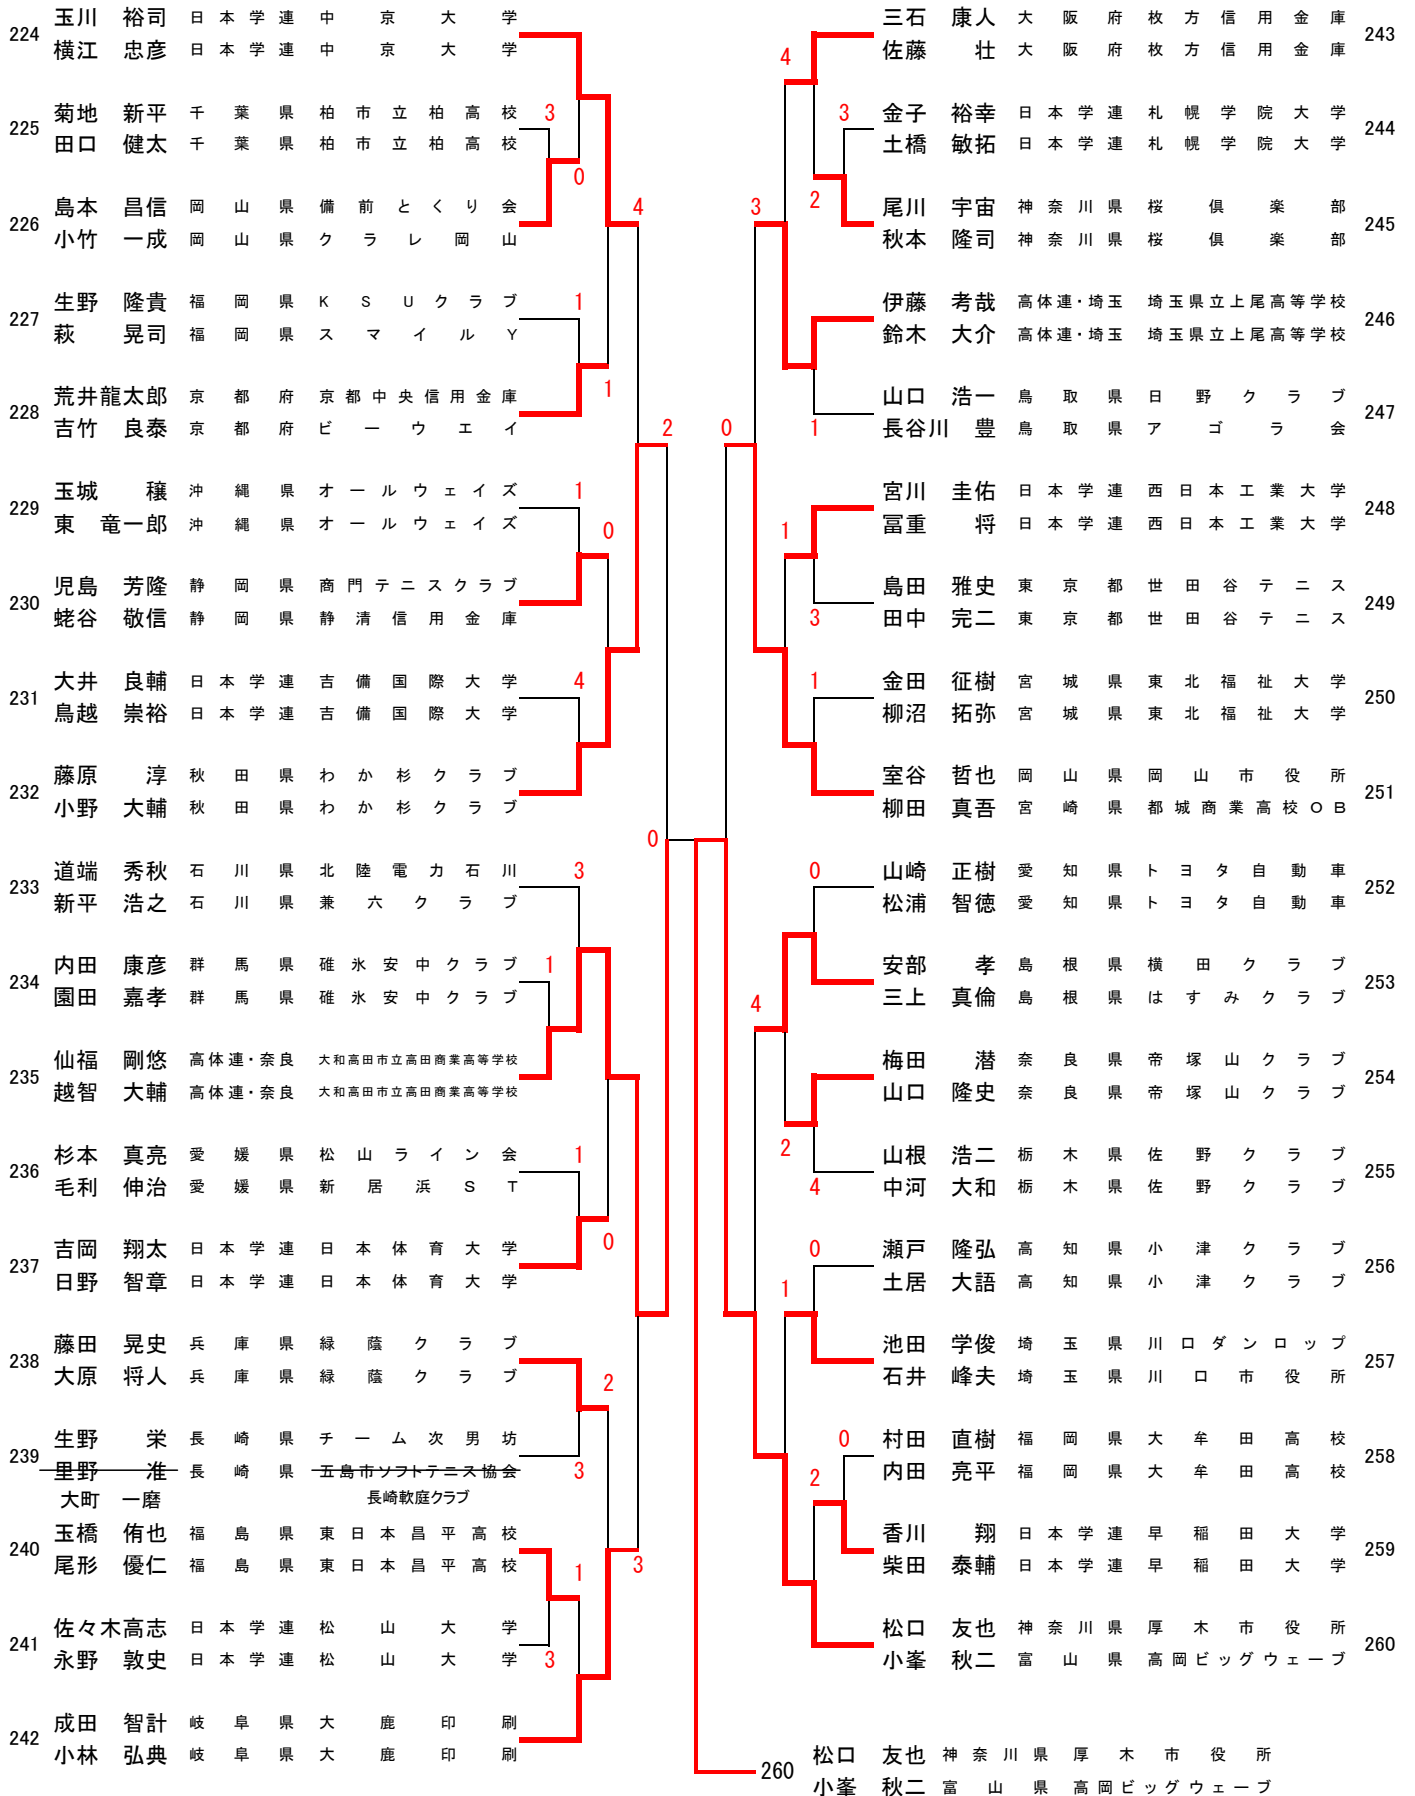 玉川 裕司 日本学連 中京大学
224
横江 忠彦 日本学連 中京大学
菊地 新平 千葉県 柏市立柏高校
225
田口 健太 千葉県 柏市立柏高校
島本 昌信 岡山県 備前とくり会
226
小竹 一成 岡山県 クラレ岡山
生野 隆貴 福岡県 KSUクラブ
227
萩 晃司 福岡県 スマイルY
荒井龍太郎 京都府 京都中央信用金庫
228
吉竹 良泰 京都府 ビーウエイ
玉城 穣 沖縄県 オールウェイズ
229
東 竜一郎 沖縄県 オールウェイズ
児島 芳隆 静岡県 商門テニスクラブ
230
蛯谷 敬信 静岡県 静清信用金庫
大井 良輔 日本学連 吉備国際大学
231
鳥越 崇裕 日本学連 吉備国際大学
藤原 淳 秋田県 わか杉クラブ
232
小野 大輔 秋田県 わか杉クラブ
道端 秀秋 石川県 北陸電力石川
233
新平 浩之 石川県 兼六クラブ
内田 康彦 群馬県 碓氷安中クラブ
234
園田 嘉孝 群馬県 碓氷安中クラブ
仙福 剛悠 高体連・奈良 大和高田市立高田商業高等学校
235
越智 大輔 高体連・奈良 大和高田市立高田商業高等学校
杉本 真亮 愛媛県 松山ライン会
236
毛利 伸治 愛媛県 新居浜ST
吉岡 翔太 日本学連 日本体育大学
237
日野 智章 日本学連 日本体育大学
藤田 晃史 兵庫県 緑蔭クラブ
238
大原 将人 兵庫県 緑蔭クラブ
生野 栄 長崎県 チーム次男坊
239
里野 准 長崎県 五島市ソフトテニス協会
大町 一磨 長崎軟庭クラブ
玉橋 侑也 福島県 東日本昌平高校
240
尾形 優仁 福島県 東日本昌平高校
佐々木高志 日本学連 松山大学
241
永野 敦史 日本学連 松山大学
成田 智計 岐阜県 大鹿印刷
242
小林 弘典 岐阜県 大鹿印刷
3
0
4
1
1
2
1
0
4
0
3
1
1
0
2
3
3
1
3
三石 康人 大阪府 枚方信用金庫
243
佐藤 壮 大阪府 枚方信用金庫
金子 裕幸 日本学連 札幌学院大学
244
土橋 敏拓 日本学連 札幌学院大学
尾川 宇宙 神奈川県 桜倶楽部
245
秋本 隆司 神奈川県 桜倶楽部
伊藤 考哉 高体連・埼玉 埼玉県立上尾高等学校
246
鈴木 大介 高体連・埼玉 埼玉県立上尾高等学校
山口 浩一 鳥取県 日野クラブ
247
長谷川 豊 鳥取県 アゴラ会
宮川 圭佑 日本学連 西日本工業大学
248
冨重 将 日本学連 西日本工業大学
島田 雅史 東京都 世田谷テニス
249
田中 完二 東京都 世田谷テニス
金田 征樹 宮城県 東北福祉大学
250
柳沼 拓弥 宮城県 東北福祉大学
室谷 哲也 岡山県 岡山市役所
251
柳田 真吾 宮崎県 都城商業高校OB
山崎 正樹 愛知県 トヨタ自動車
252
松浦 智徳 愛知県 トヨタ自動車
安部 孝 島根県 横田クラブ
253
三上 真倫 島根県 はすみクラブ
梅田 潜 奈良県 帝塚山クラブ
254
山口 隆史 奈良県 帝塚山クラブ
山根 浩二 栃木県 佐野クラブ
255
中河 大和 栃木県 佐野クラブ
瀬戸 隆弘 高知県 小津クラブ
256
土居 大語 高知県 小津クラブ
池田 学俊 埼玉県 川口ダンロップ
257
石井 峰夫 埼玉県 川口市役所
村田 直樹 福岡県 大牟田高校
258
内田 亮平 福岡県 大牟田高校
香川 翔 日本学連 早稲田大学
259
柴田 泰輔 日本学連 早稲田大学
松口 友也 神奈川県 厚木市役所
260
小峯 秋二 富山県 高岡ビッグウェーブ
4
3
2
3
1
0
1
3
1
0
4
2
4
0
1
0
2
松口 友也 神奈川県 厚木市役所
260
小峯 秋二 富山県 高岡ビッグウェーブ